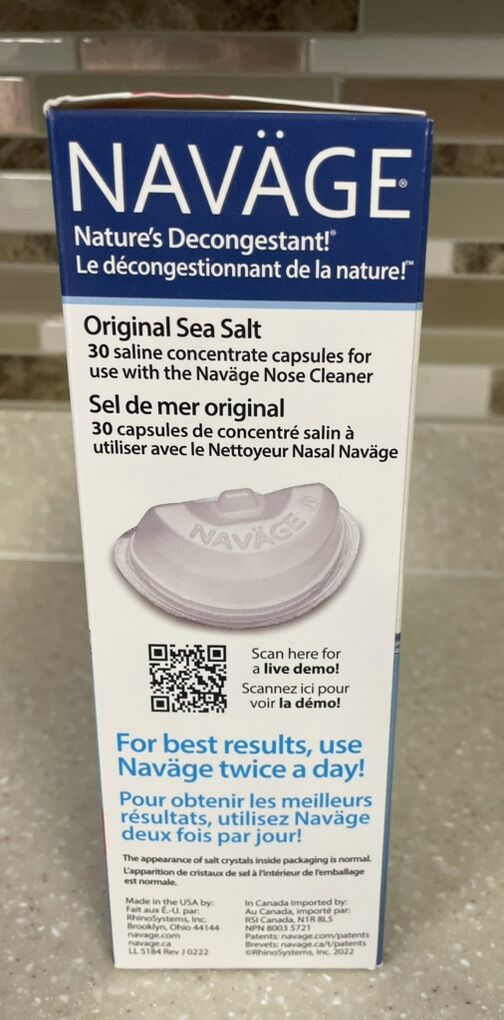 NAVÄGE®
Nature's Decongestant!®
Le décongestionnant de la nature!™
Original Sea Salt
30 saline concentrate capsules for
use with the Naväge Nose Cleaner
Sel de mer original
30 capsules de concentré salin à
utiliser avec le Nettoyeur Nasal Naväge
NAVÄGE
Scan here for
a live demo!
Scannez ici pour
voir la démo!
For best results, use
Naväge twice a day!
Pour obtenir les meilleurs
résultats, utilisez Naväge
deux fois par jour!
The appearance of salt crystals inside packaging is normal.
L'apparition de cristaux de sel à l'intérieur de l'emballage
est normale.
Made in the USA by:
Fait aux É.-U. par:
RhinoSystems, Inc.
Brooklyn, Ohio 44144
navage.com
navage.ca
LL 5184 Rev J 0222
In Canada Imported by:
Au Canada, importé par:
RSI Canada, N1R 8L5
NPN 8003 5721
Patents: navage.com/patents
Brevets: navage.ca/t/patents
©RhinoSystems, Inc. 2022